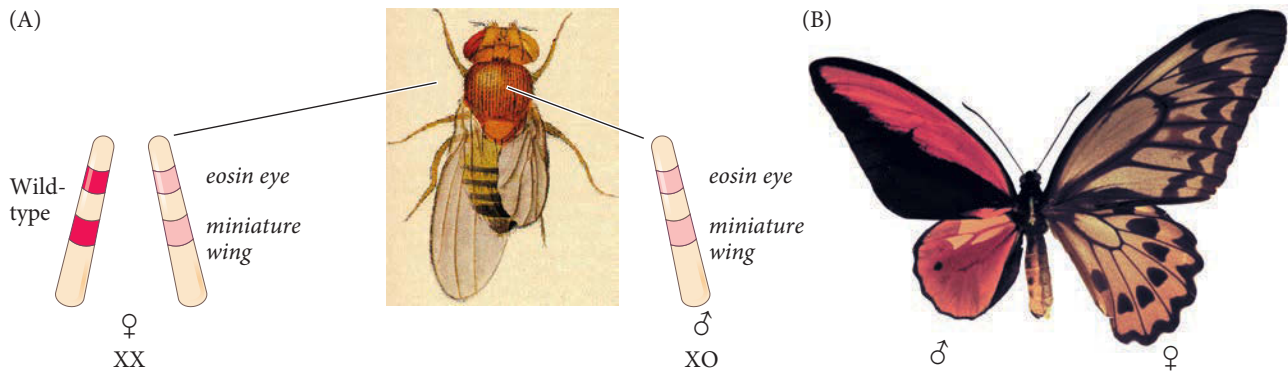 (A)
(B)
Wild-
type
eosin eye
miniature
wing
♀
XX
eosin eye
miniature
wing
♂
XO
♂
♀